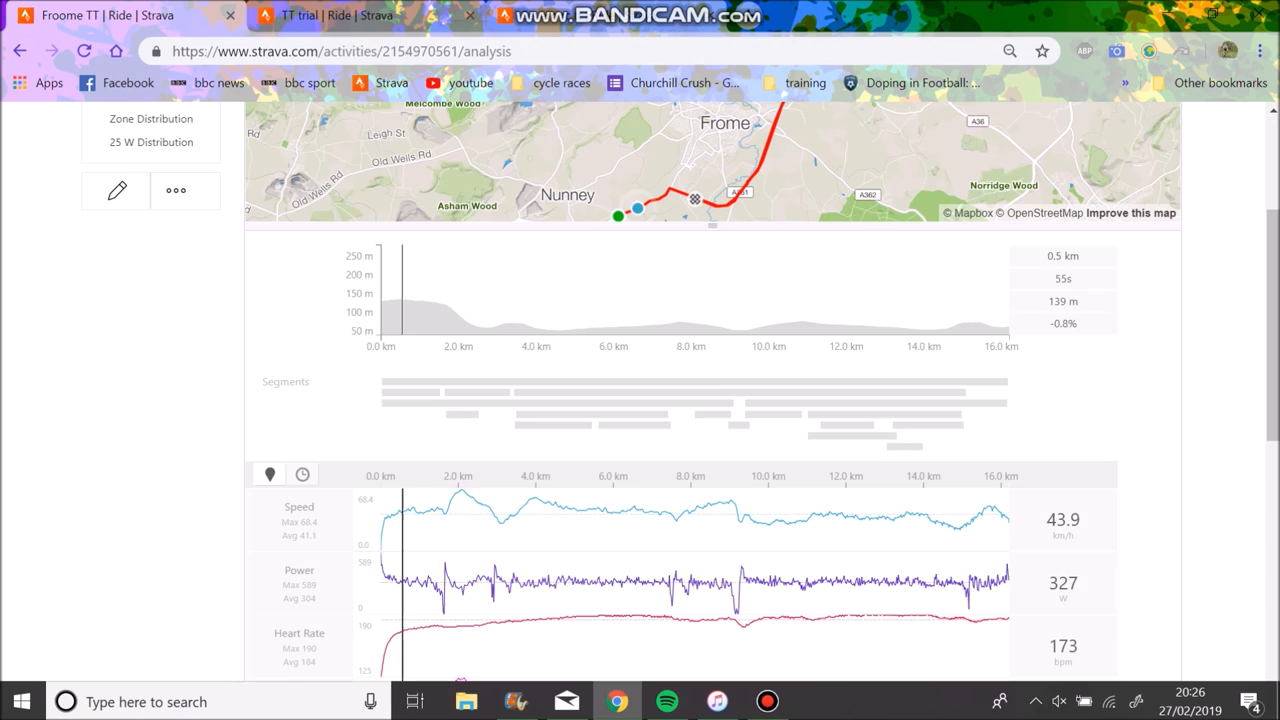 Froome TT | Ride | Strava
TT trial | Ride | Strava
www.BANDICAM.com
https://www.strava.com/activities/2154970561/analysis
ABP
Apps
Facebook
BBC
bbc news
BBC
bbc sport
Strava
youtube
cycle races
Churchill Crush - G...
training
Doping in Football:...
»
Other bookmarks
Zone Distribution
25 W Distribution
Melcombe Wood
Leigh St
Old Wells Rd
Old Wells Rd
Asham Wood
Nunney
Frome
A36
A361
A362
Norridge Wood
© Mapbox © OpenStreetMap Improve this map
250 m
200 m
150 m
100 m
50 m
0.0 km 2.0 km 4.0 km 6.0 km 8.0 km 10.0 km 12.0 km 14.0 km 16.0 km
0.5 km
55s
139 m
-0.8%
Segments
0.0 km 2.0 km 4.0 km 6.0 km 8.0 km 10.0 km 12.0 km 14.0 km 16.0 km
Speed
Max 68.4
Avg 41.1
68.4
0.0
43.9
km/h
Power
Max 589
Avg 304
589
0
327
W
Heart Rate
Max 190
Avg 184
190
125
173
bpm
Type here to search
20:26
27/02/2019
4